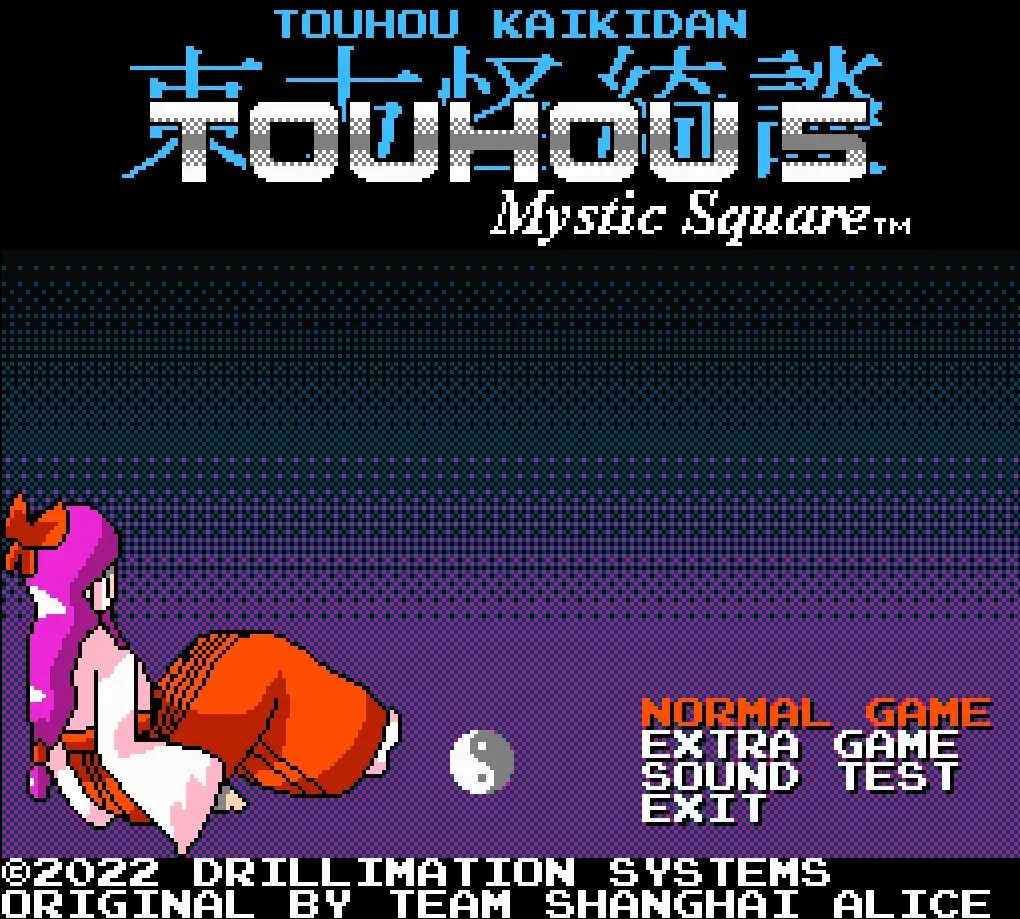 TOUHOU KAIKIDAN
東方怪綺談
TOUHOU 5
Mystic Square™
NORMAL GAME
EXTRA GAME
SOUND TEST
EXIT
©2022 DRILLIMATION SYSTEMS
ORIGINAL BY TEAM SHANGHAI ALICE